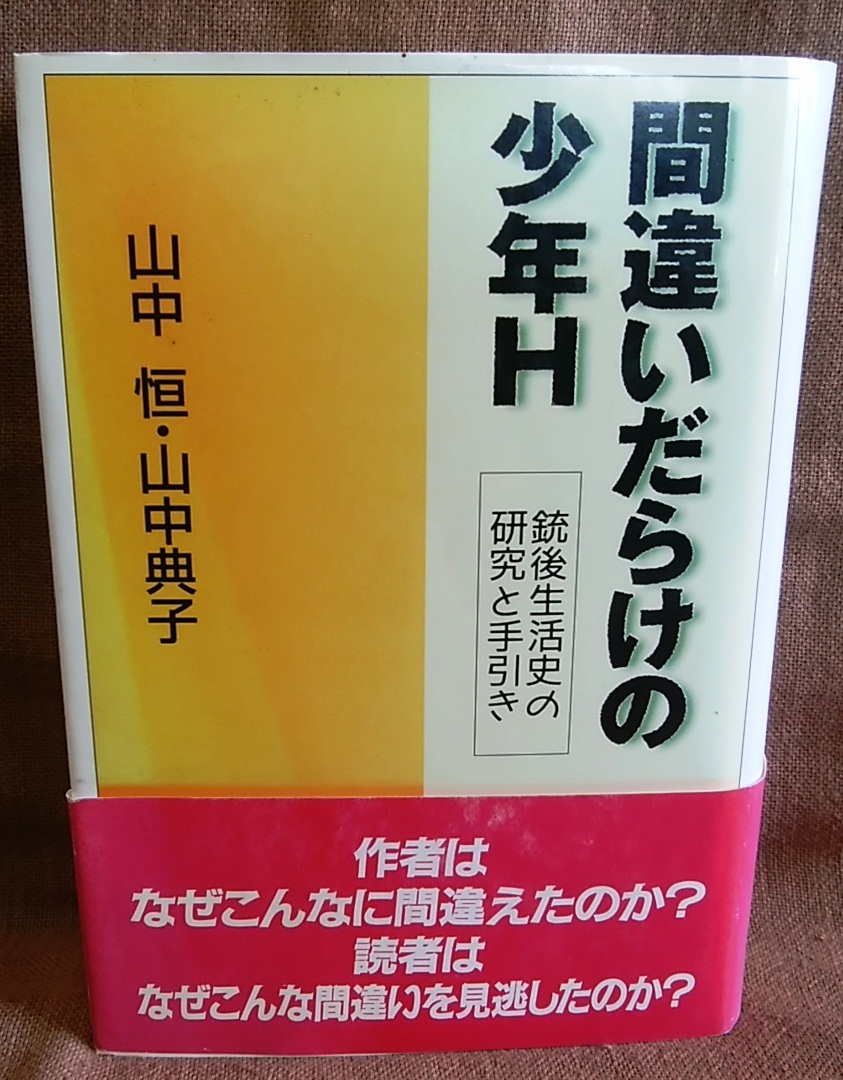 間違いだらけの
少年H
銃後生活史の
研究と手引き
山中 恒・山中典子
作者は
なぜこんなに間違えたのか?
読者は
なぜこんな間違いを見逃したのか?